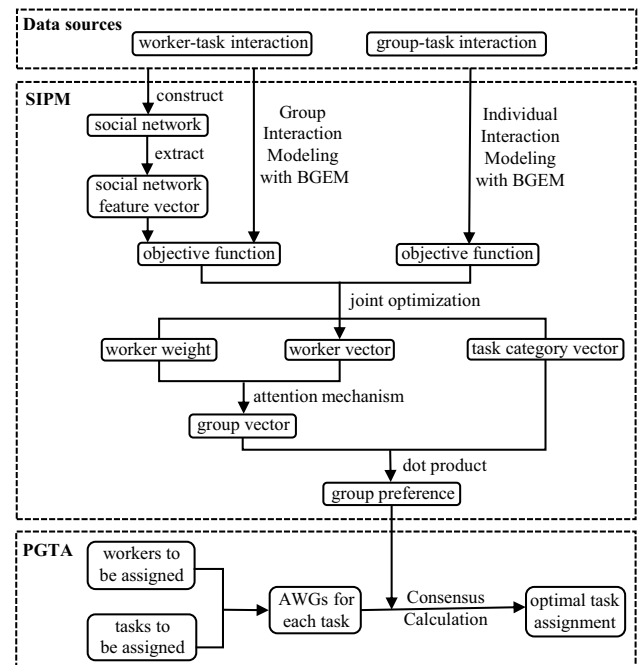 Data sources
worker-task interaction
group-task interaction
SIPM
construct
social network
extract
social network
feature vector
Group
Interaction
Modeling
with BGEM
Individual
Interaction
Modeling
with BGEM
objective function
objective function
joint optimization
worker weight
worker vector
task category vector
attention mechanism
group vector
dot product
group preference
PGTA
workers to
be assigned
tasks to
be assigned
AWGs for
each task
Consensus
Calculation
optimal task
assignment